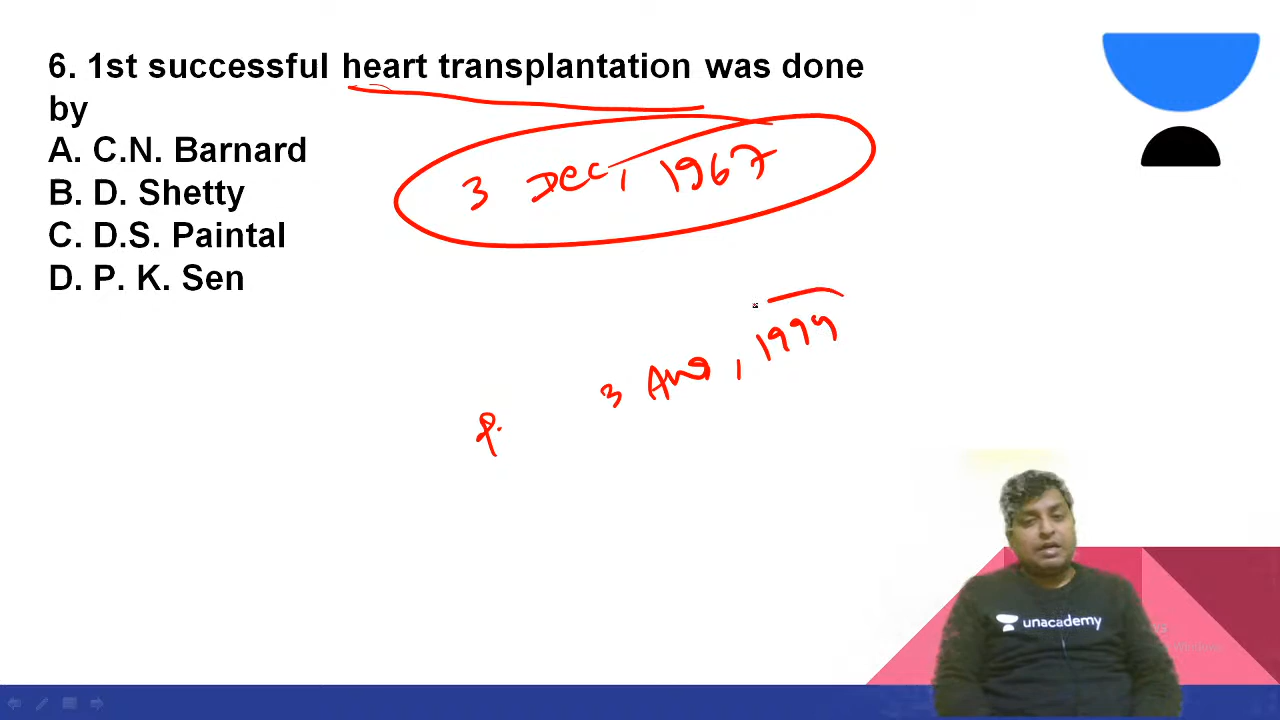 6. 1st successful heart transplantation was done
by
A. C.N. Barnard
B. D. Shetty
C. D.S. Paintal
D. P. K. Sen
3 Dec, 1967
3 Aug, 1994
P.
unacademy
Windows